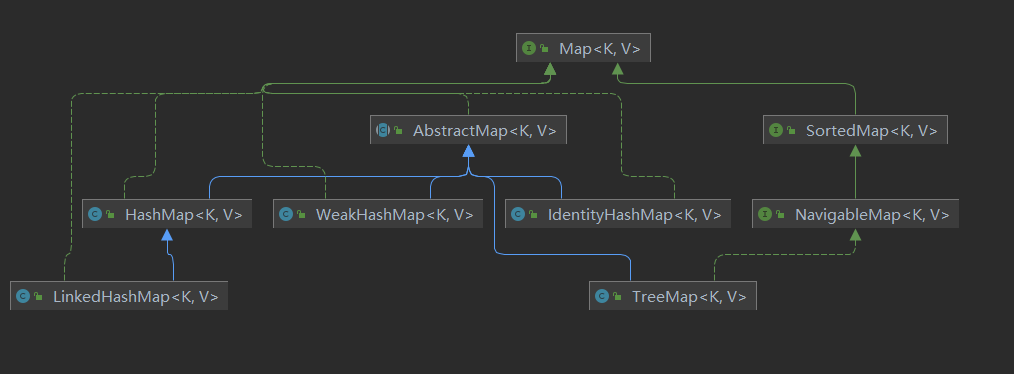 Map<K, V>
AbstractMap<K, V>
SortedMap<K, V>
HashMap<K, V>
WeakHashMap<K, V>
IdentityHashMap<K, V>
NavigableMap<K, V>
LinkedHashMap<K, V>
TreeMap<K, V>